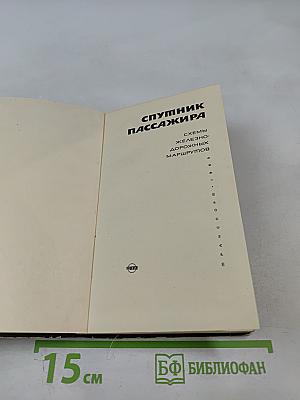 СПУТНИК
ПАССАЖИРА
СХЕМЫ
ЖЕЛЕЗНО-
ДОРОЖНЫХ
МАРШРУТОВ
15 см
БФ БИБЛИОФАН